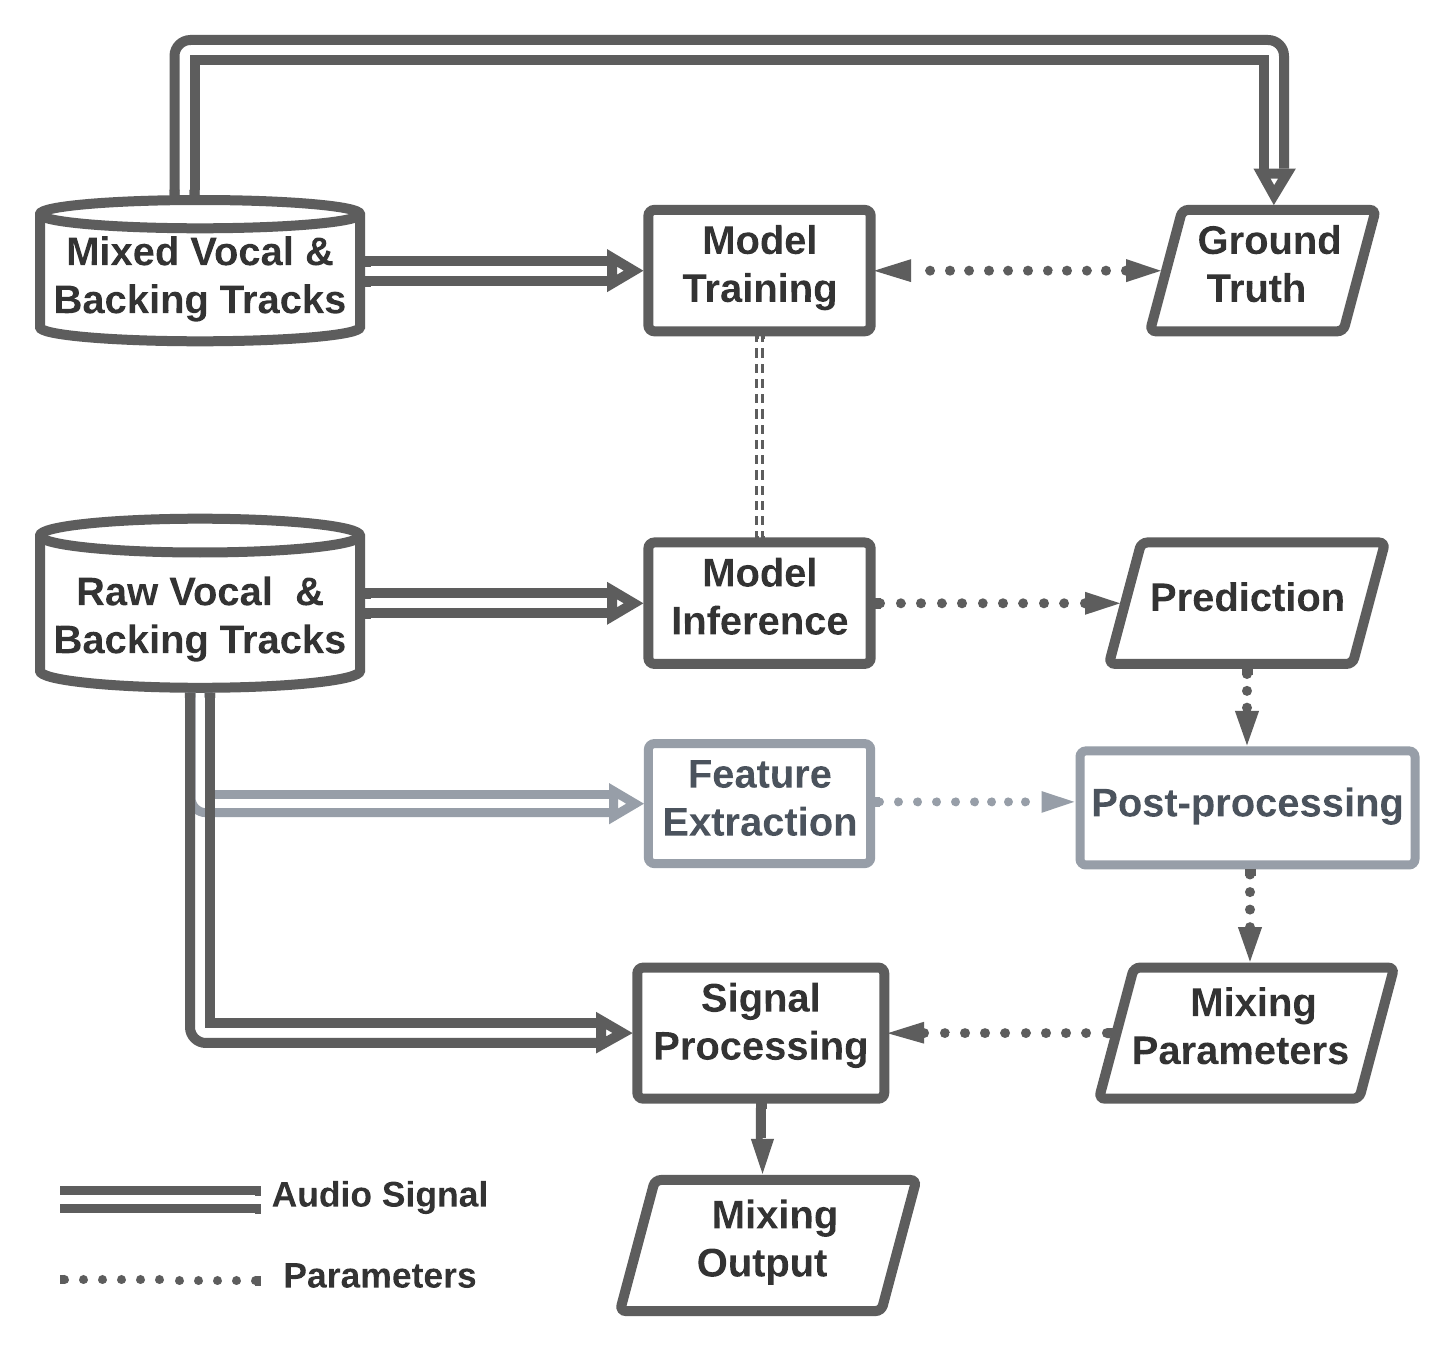 Mixed Vocal &
Backing Tracks
Model
Training
Ground
Truth
Raw Vocal  &
Backing Tracks
Model
Inference
Prediction
Feature
Extraction
Post-processing
Signal
Processing
Mixing
Parameters
Audio Signal
Parameters
Mixing
Output